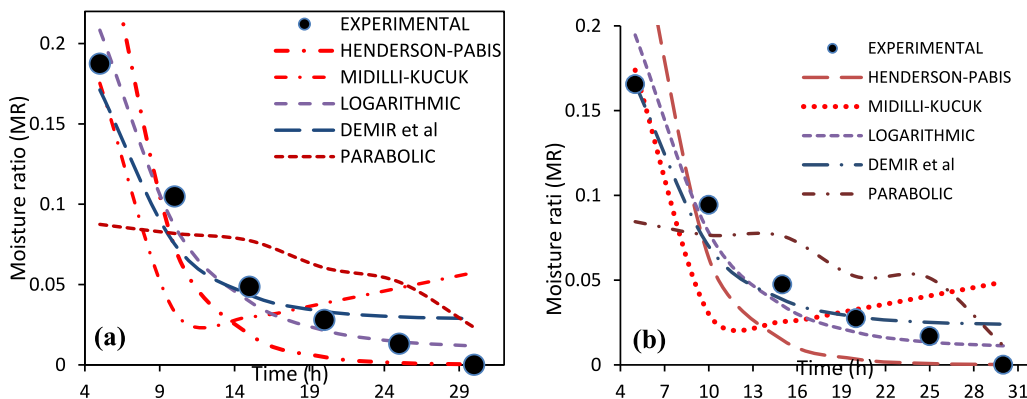 0.2
0.15
0.1
0.05
0
Moisture ratio (MR)
EXPERIMENTAL
HENDERSON-PABIS
MIDILLI-KUCUK
LOGARITHMIC
DEMIR et al
PARABOLIC
(a)
4 9 14 19 24 29
Time (h)
0.2
0.15
0.1
0.05
0
Moisture rati (MR)
EXPERIMENTAL
HENDERSON-PABIS
MIDILLI-KUCUK
LOGARITHMIC
DEMIR et al
PARABOLIC
(b)
Time (h)
4 7 10 13 16 19 22 25 28 31